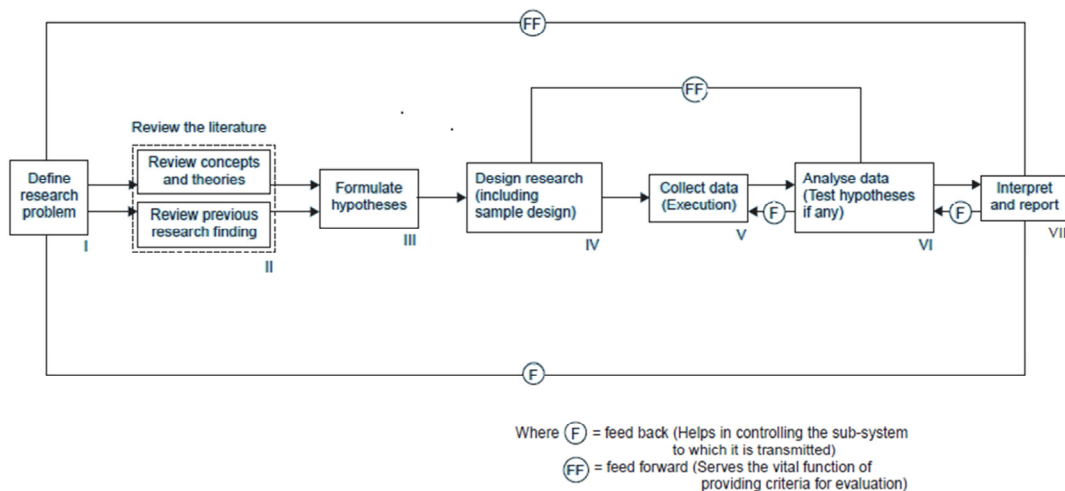 FF
FF
Review the literature
Define
research
problem
I
Review concepts
and theories
Review previous
research finding
II
Formulate
hypotheses
III
Design research
(including
sample design)
IV
Collect data
(Execution)
V
F
Analyse data
(Test hypotheses
if any)
VI
F
Interpret
and report
VII
F
Where F = feed back (Helps in controlling the sub-system
to which it is transmitted)
FF = feed forward (Serves the vital function of
providing criteria for evaluation)